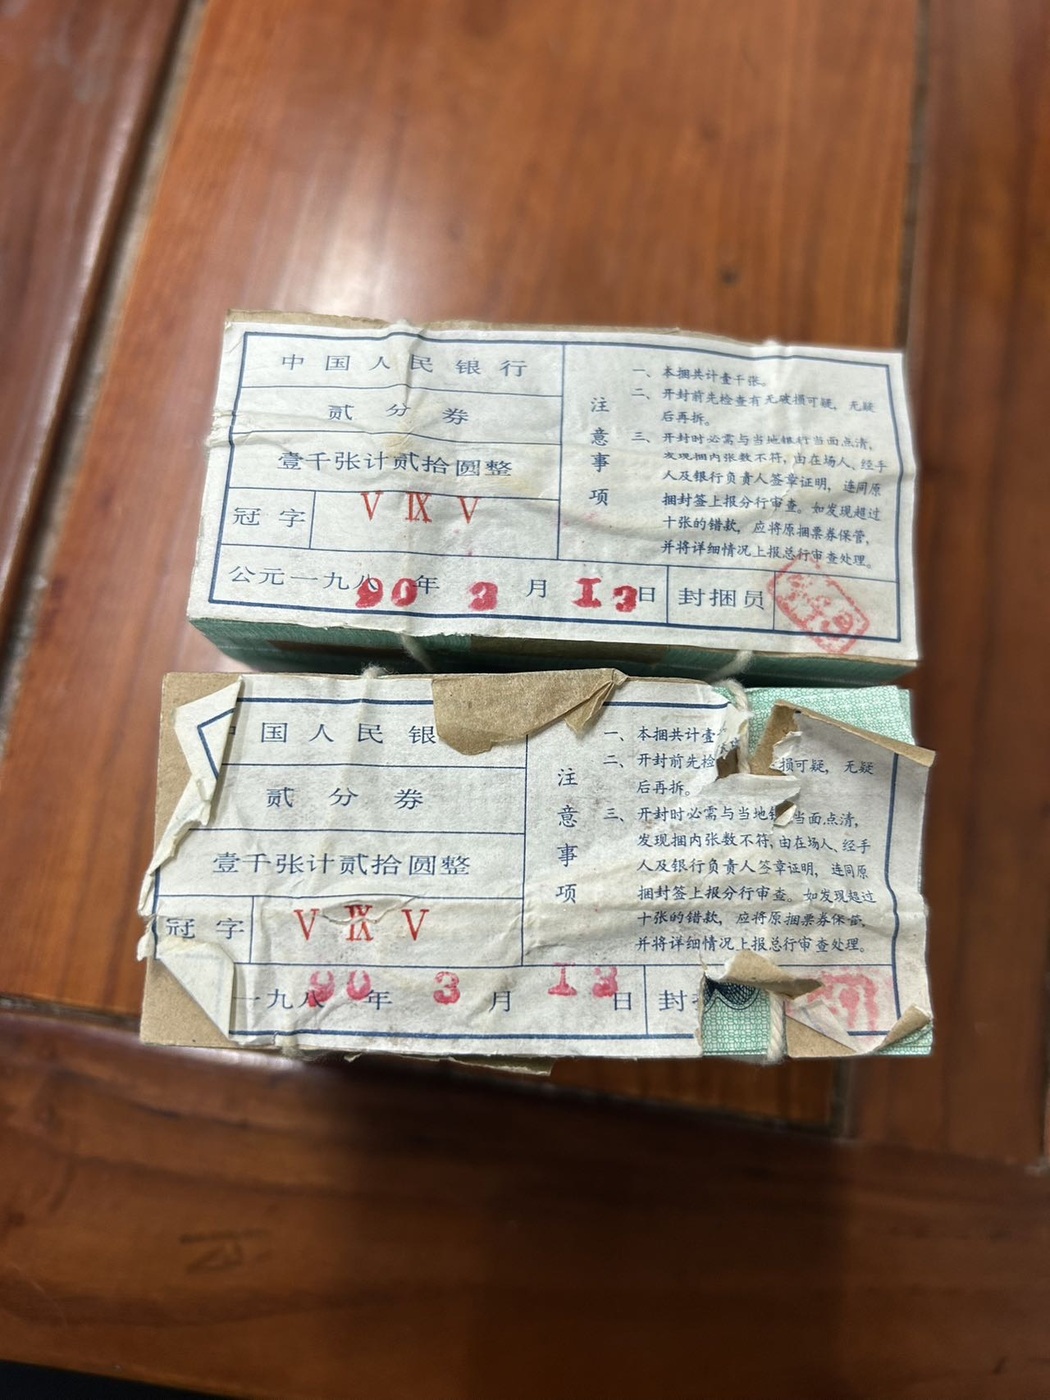 中国人民银行
贰分券
壹千张计贰拾圆整
冠字 V IX V
公元一九八90年3月13日 封捆员
注意事项
一、本捆共计壹千张。
二、开封前先检查有无破损可疑，无疑
后再拆。
三、开封时必需与当地银行当面点清，
发现捆内张数不符，由在场人、经手
人及银行负责人签章证明，连同原
捆封签上报分行审查。如发现超过
十张的错款，应将原捆票券保管，
并将详细情况上报总行审查处理。
国人民银
贰分券
壹千张计贰拾圆整
冠字 V IX V
一九八90年3月13日 封
注意事项
一、本捆共计壹
二、开封前先检 损可疑，无疑
后再拆。
三、开封时必需与当地 当面点清，
发现捆内张数不符，由在场人、经手
人及银行负责人签章证明，连同原
捆封签上报分行审查。如发现超过
十张的错款，应将原捆票券保管，
并将详细情况上报总行审查处理。